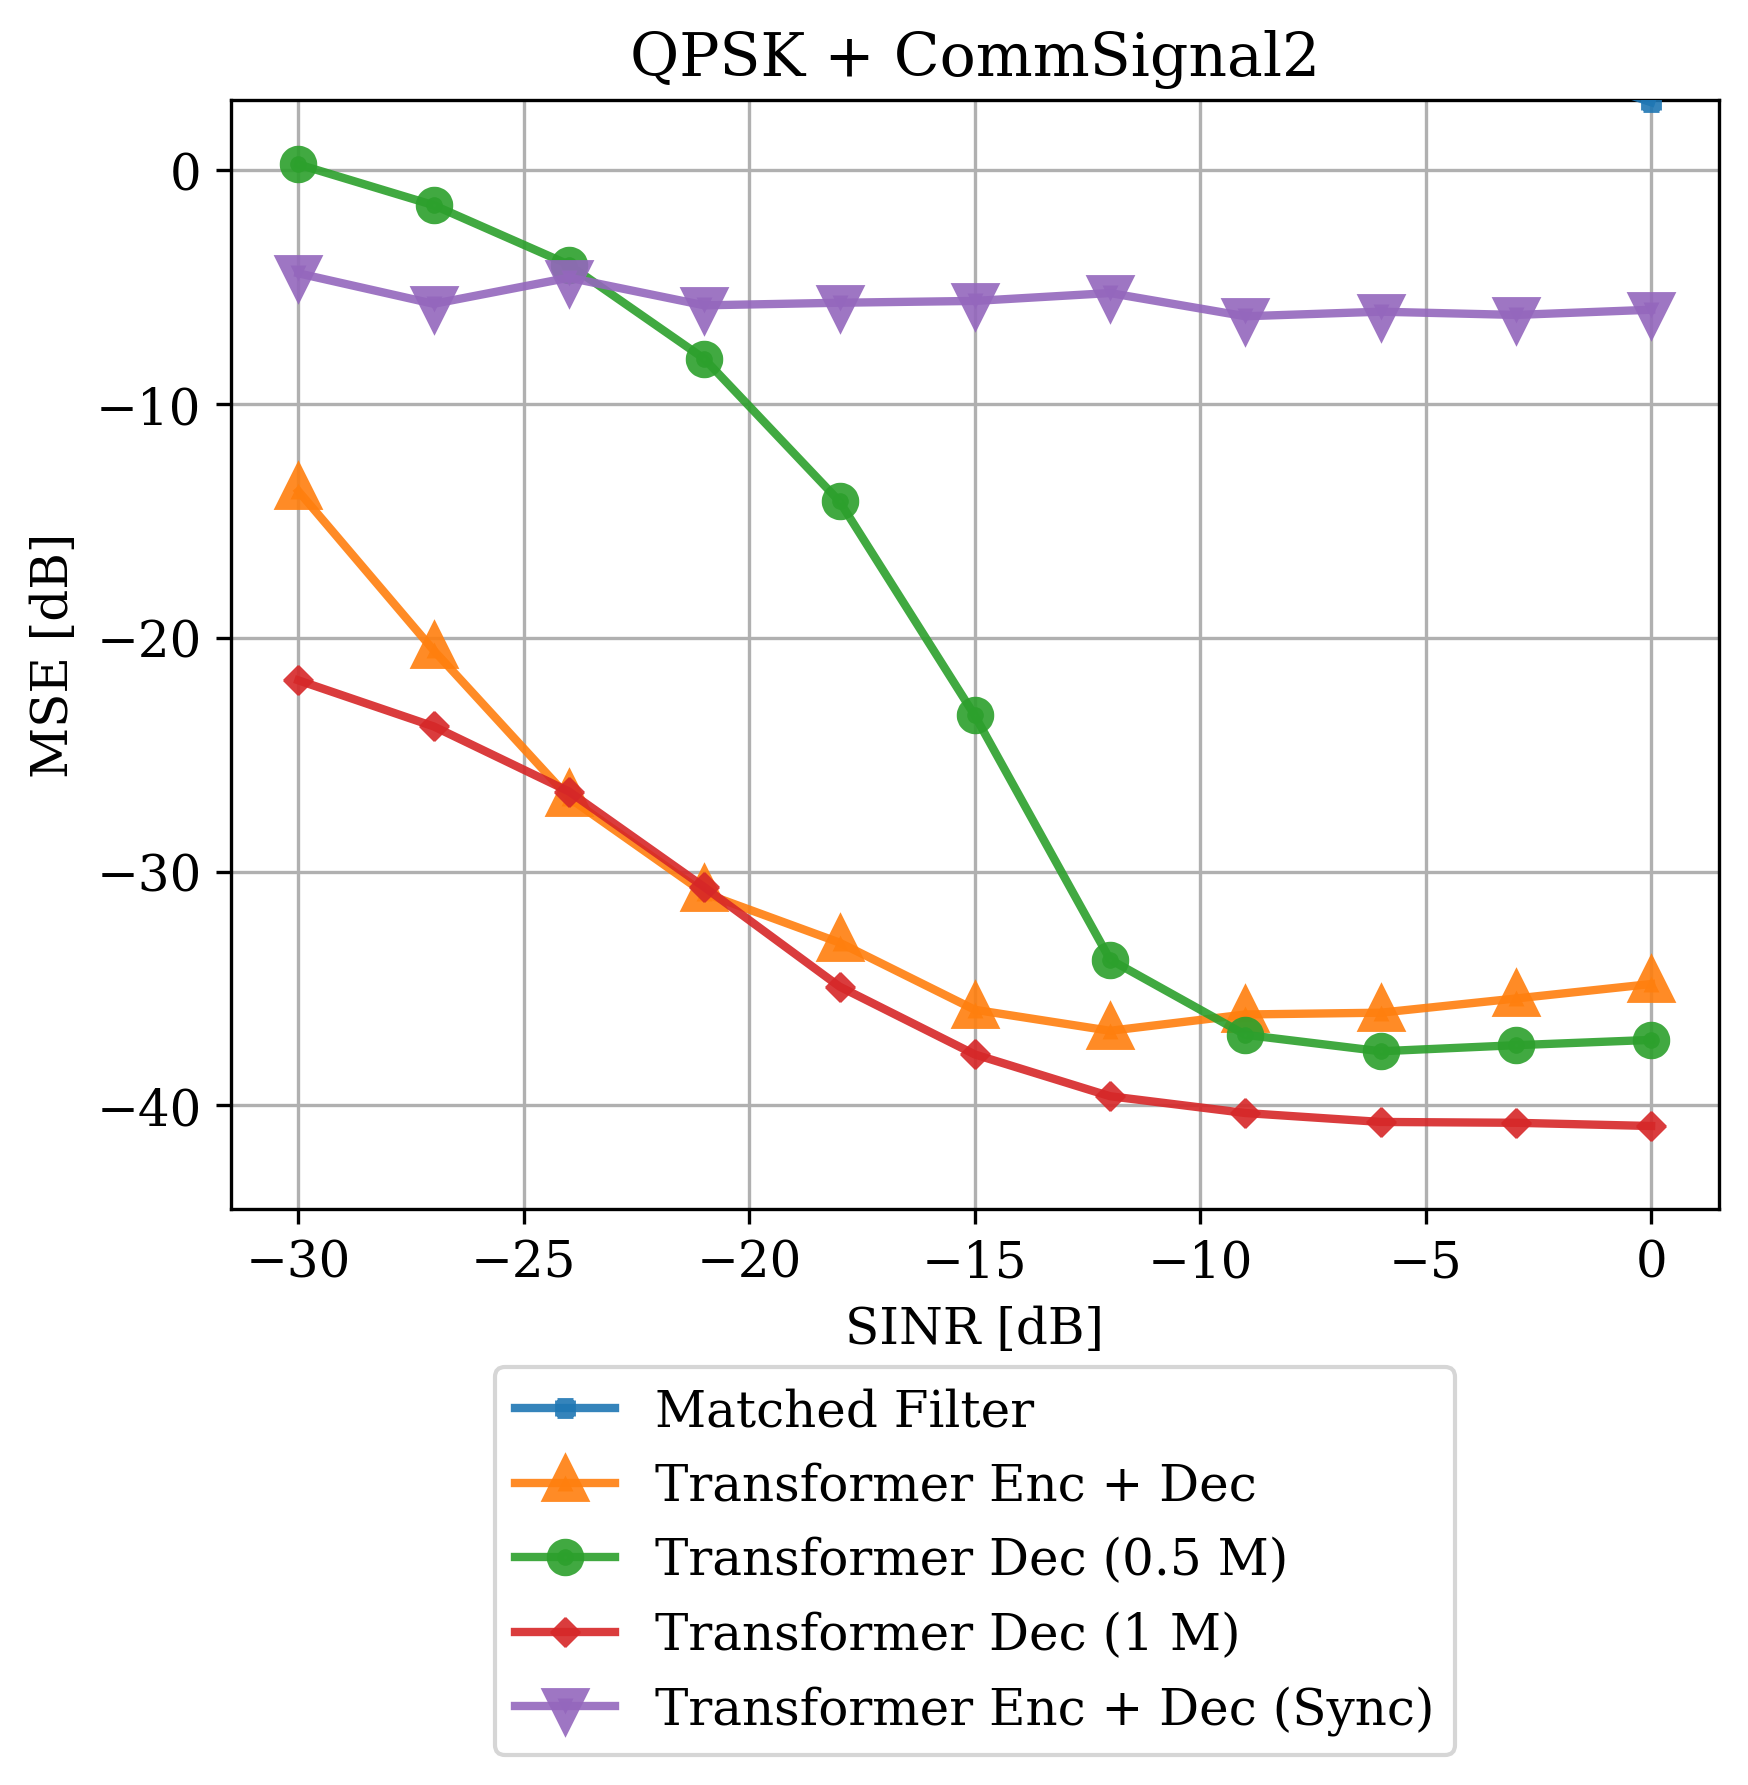 QPSK + CommSignal2
0
−10
−20
−30
−40
MSE [dB]
−30 −25 −20 −15 −10 −5 0
SINR [dB]
Matched Filter
Transformer Enc + Dec
Transformer Dec (0.5 M)
Transformer Dec (1 M)
Transformer Enc + Dec (Sync)